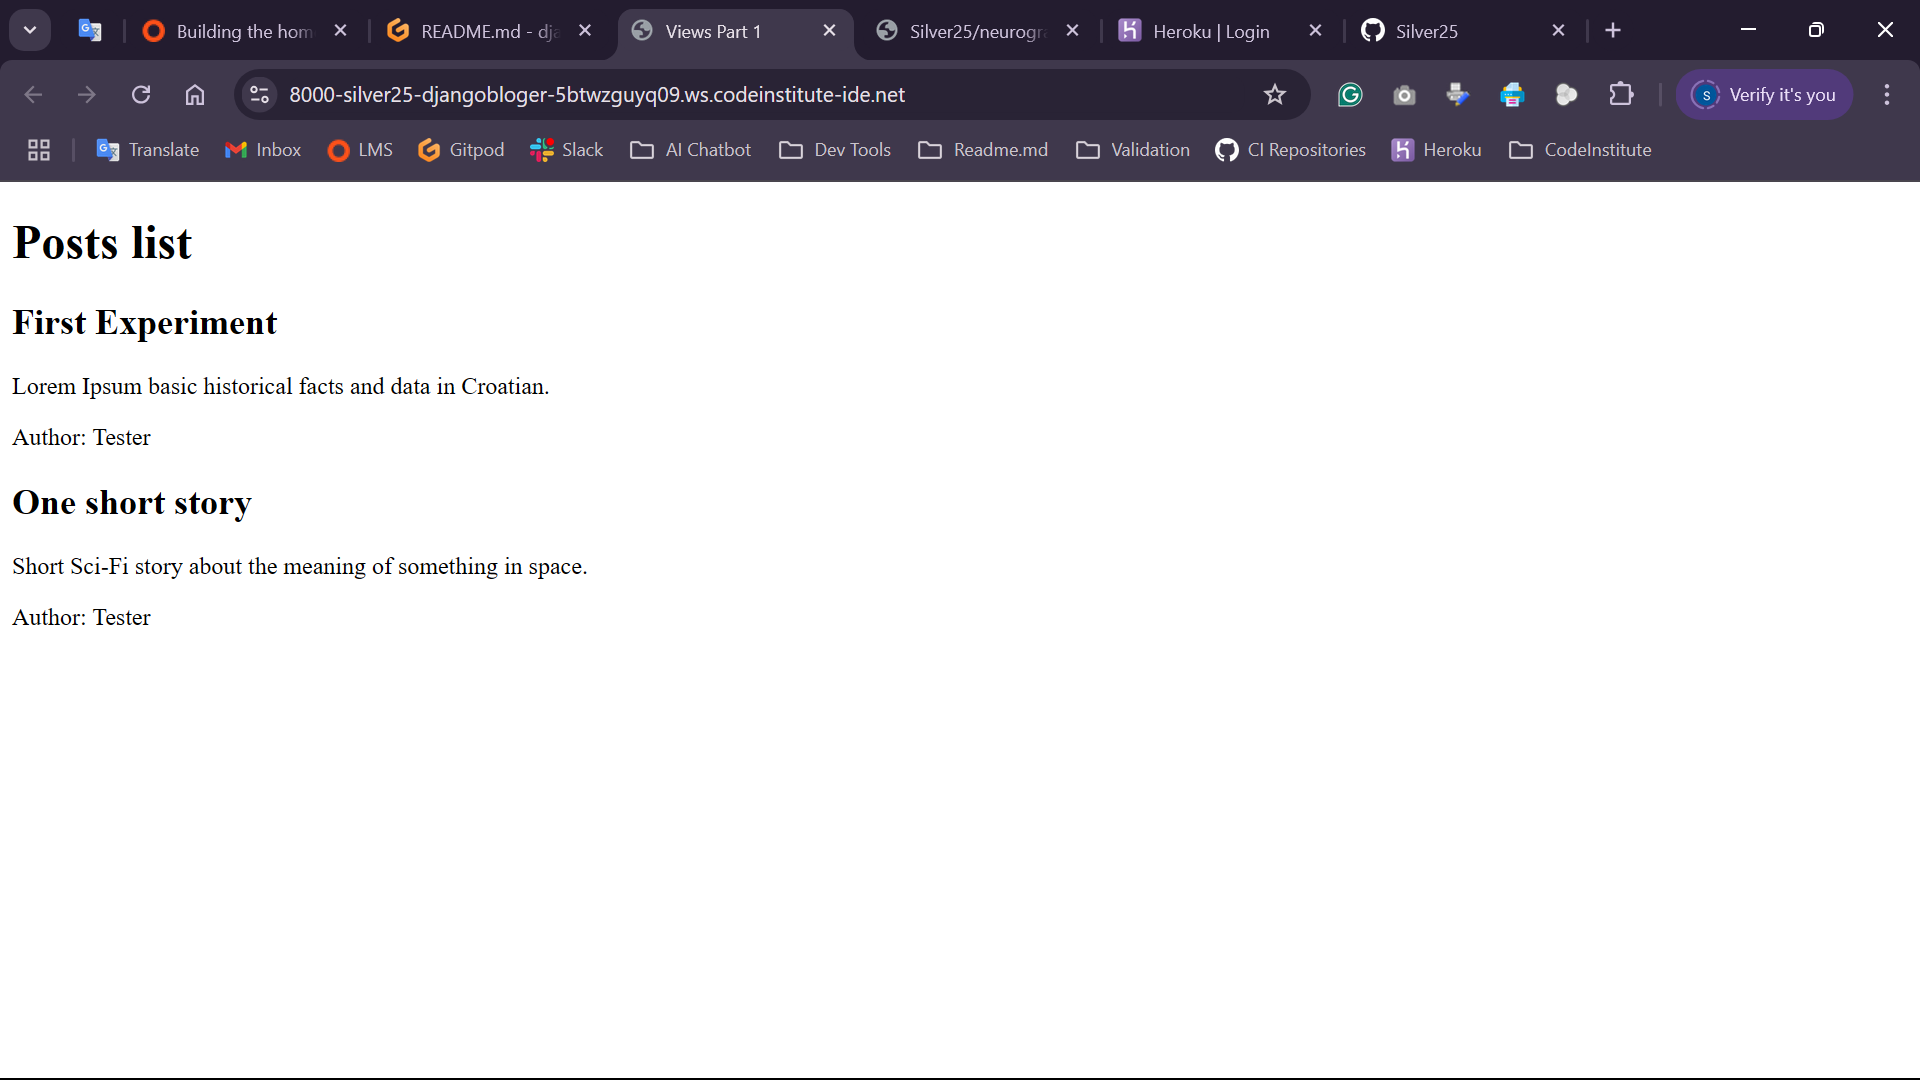 Building the hom
README.md - dja
Views Part 1
Silver25/neurogra
Heroku | Login
Silver25
8000-silver25-djangobloger-5btwzguyq09.ws.codeinstitute-ide.net
S
Verify it's you
Translate
Inbox
LMS
Gitpod
Slack
AI Chatbot
Dev Tools
Readme.md
Validation
CI Repositories
Heroku
CodeInstitute
Posts list
First Experiment
Lorem Ipsum basic historical facts and data in Croatian.
Author: Tester
One short story
Short Sci-Fi story about the meaning of something in space.
Author: Tester